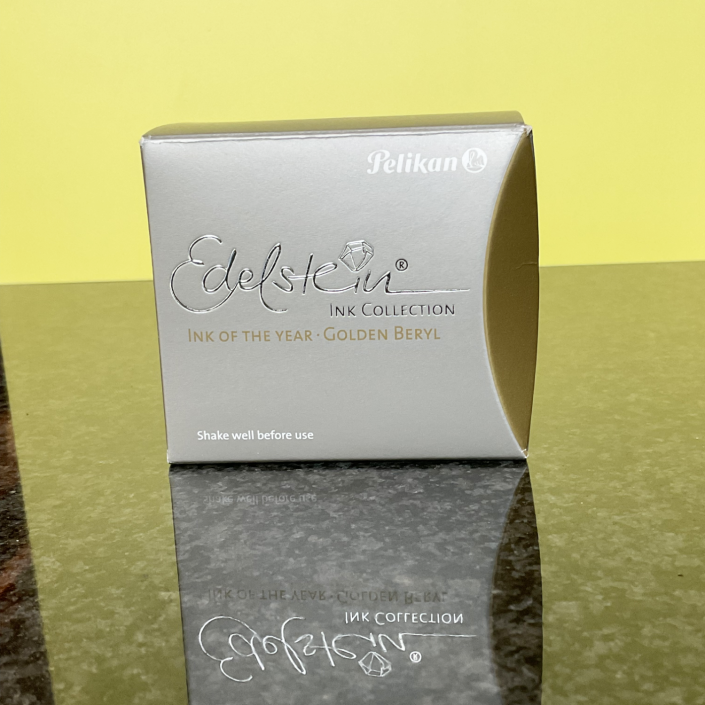 Pelikan
Edelstein®
INK COLLECTION
INK OF THE YEAR · GOLDEN BERYL
Shake well before use